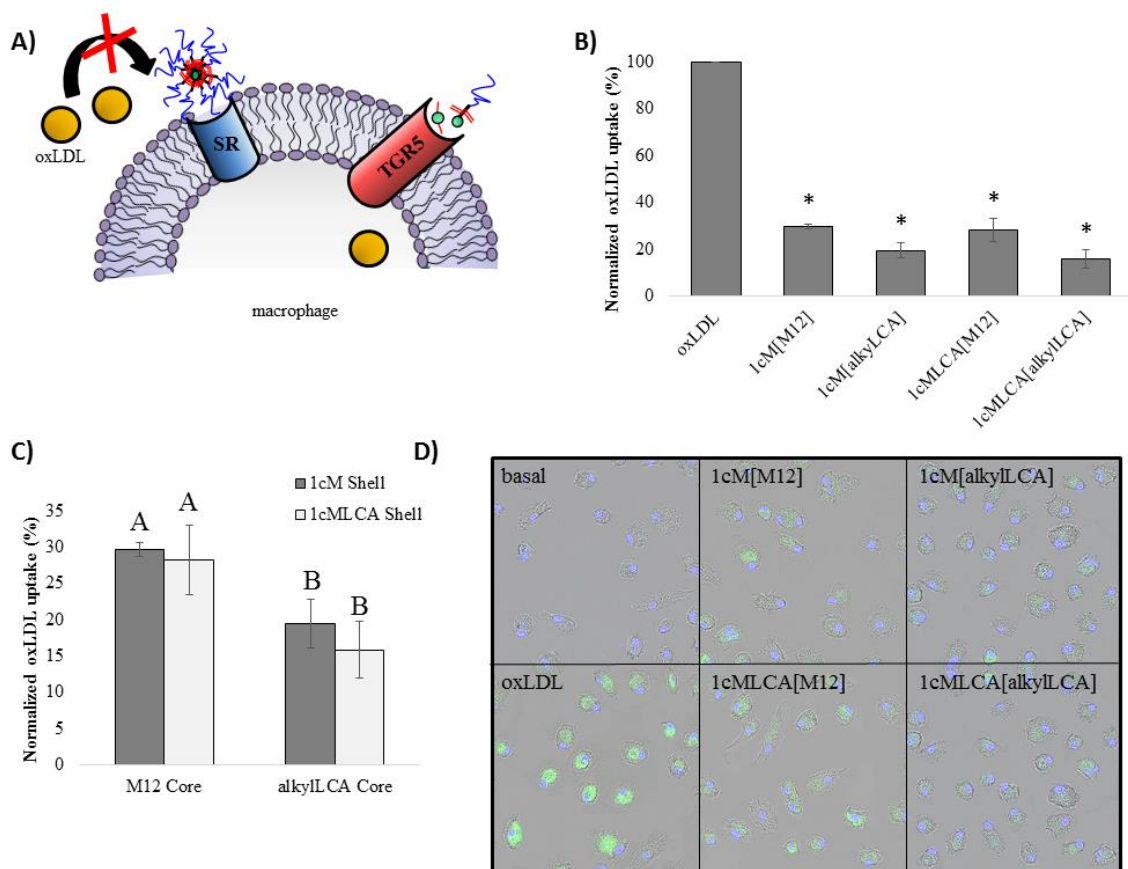 A)
oxLDL
SR
TGR5
macrophage
B)
Normalized oxLDL uptake (%)
100
80
60
40
20
0
*
*
*
*
oxLDL
1cM[M12]
1cM[alkyLCA]
1cMLCA[M12]
1cMLCA[alkylLCA]
C)
Normalized oxLDL uptake (%)
35
30
25
20
15
10
5
0
A
A
B
B
1cM Shell
1cMLCA Shell
M12 Core
alkylLCA Core
D)
basal
1cM[M12]
1cM[alkylLCA]
oxLDL
1cMLCA[M12]
1cMLCA[alkylLCA]